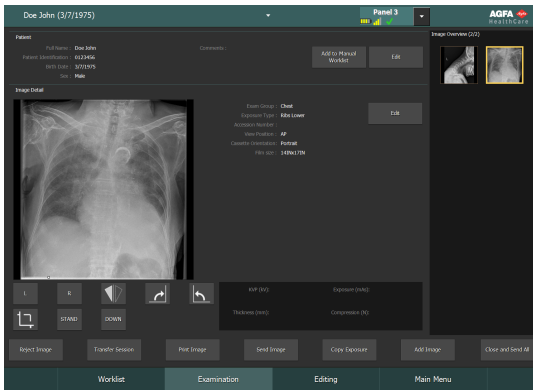 Doe John (3/7/1975)
Panel 3
AGFA
HealthCare
Patient
Full Name : Doe John
Patient Identification : 0123456
Birth Date : 3/7/1975
Sex : Male
Comments :
Add to Manual
Worklist
Edit
Image Overview (2/2)
Image Detail
Exam Group : Chest
Exposure Type : Ribs Lower
Accession Number :
View Position : AP
Cassette Orientation : Portrait
Min size : 14INx17IN
Edit
L
R
STAND
DOWN
KVP (kV):
Exposure (mAs):
Thickness (mm):
Compression (N):
Reject Image
Transfer Session
Print Image
Send Image
Copy Exposure
Add Image
Close and Send All
Worklist
Examination
Editing
Main Menu